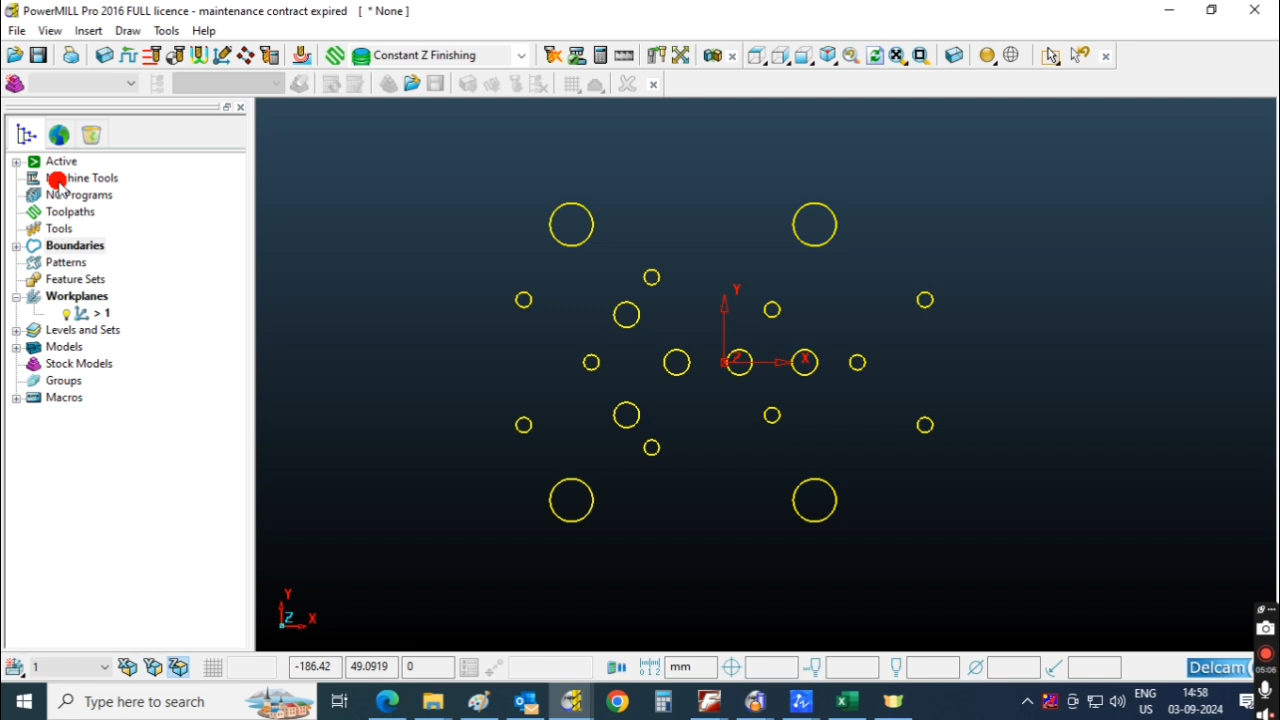 PowerMILL Pro 2016 FULL licence - maintenance contract expired [ * None ]
File View Insert Draw Tools Help
Constant Z Finishing
Active
NC Programs
Toolpaths
Tools
Boundaries
Patterns
Feature Sets
Workplanes
> 1
Levels and Sets
Models
Stock Models
Groups
Macros
Y
Z X
Y
Z X
1 -186.42 49.0919 0 mm Delcam
05:06
Type here to search
ENG
US
14:58
03-09-2024